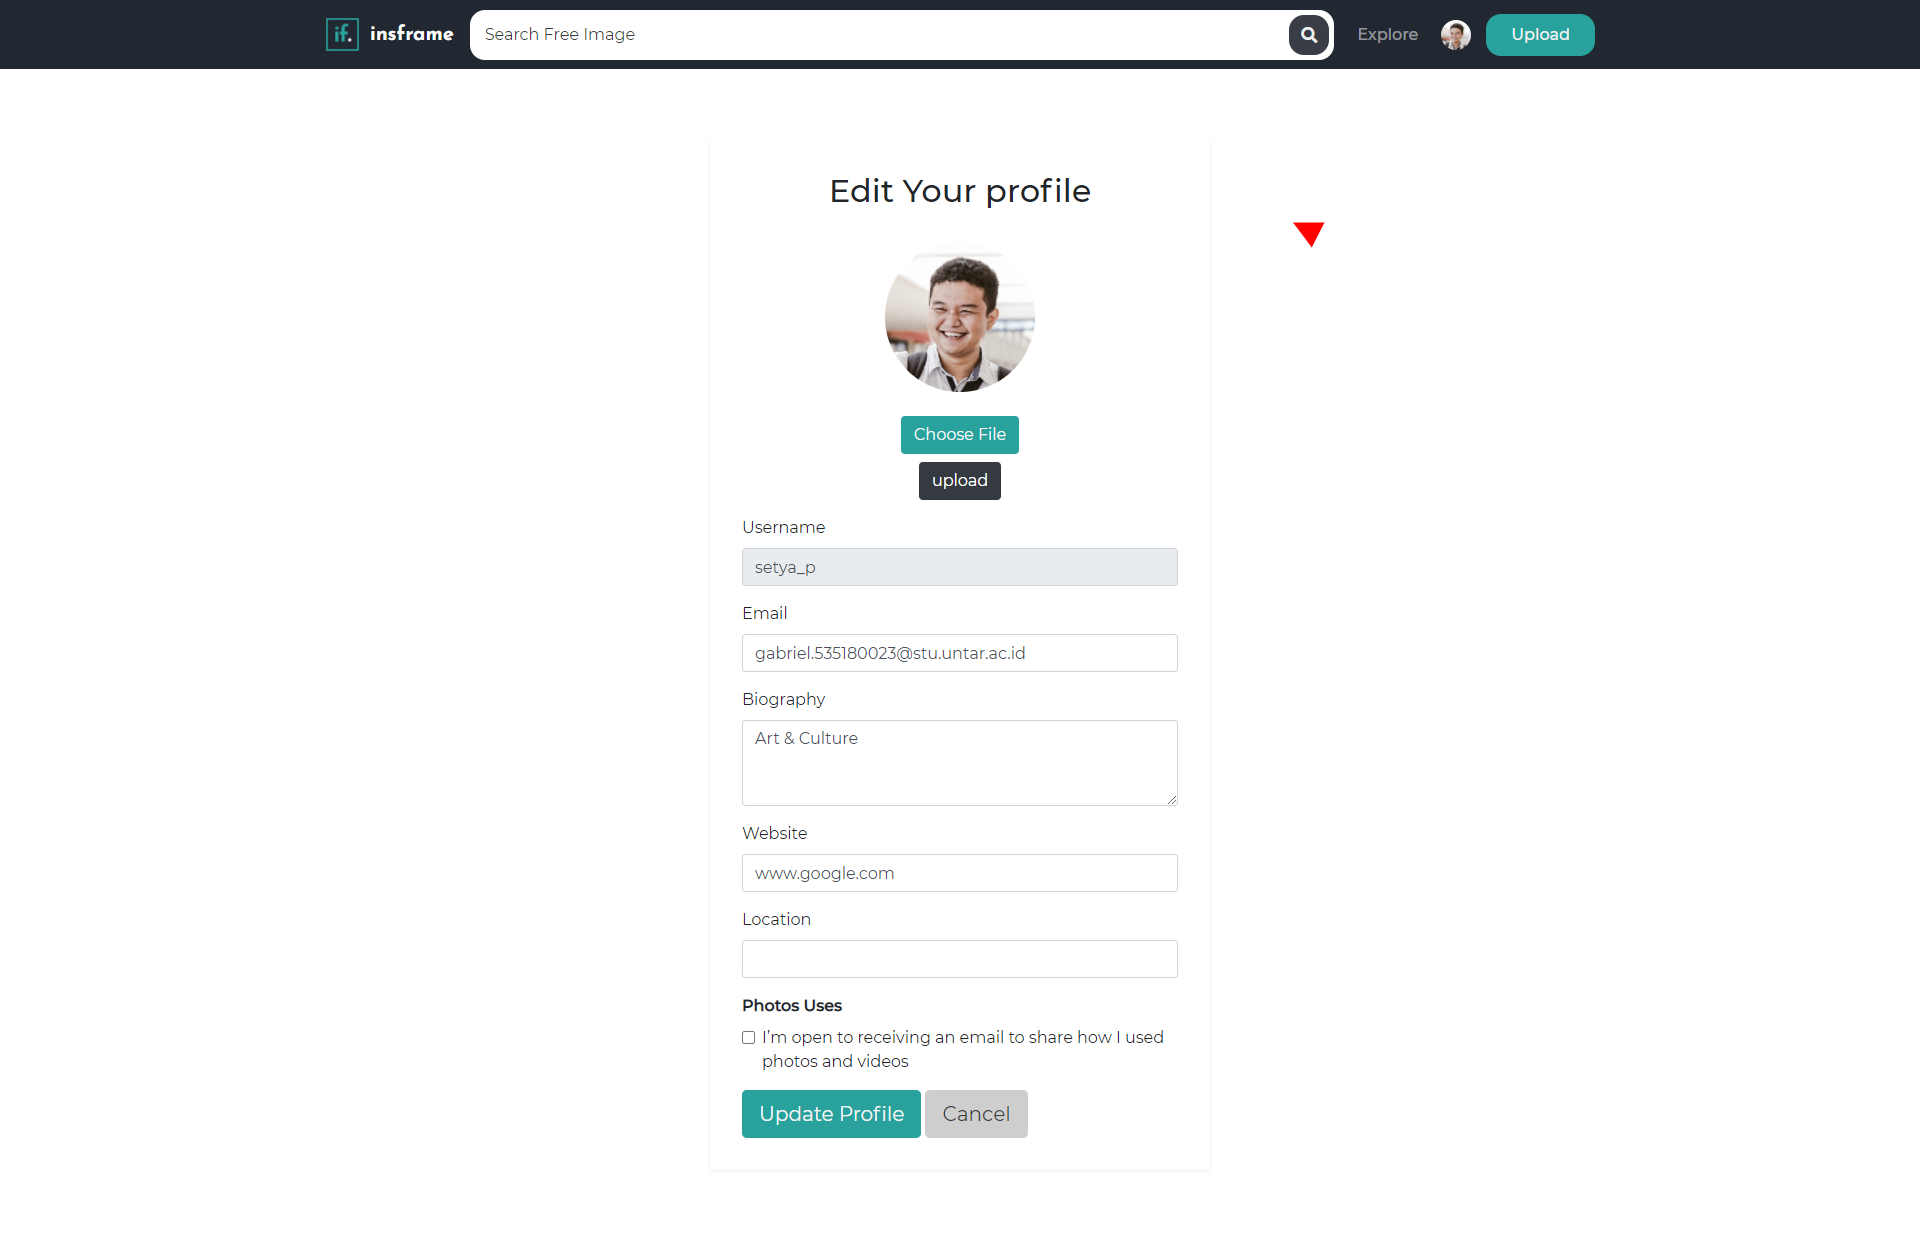 if. insframe
Search Free Image
Explore
Upload
Edit Your profile
Choose File
upload
Username
setya_p
Email
gabriel.535180023@stu.untar.ac.id
Biography
Art & Culture
Website
www.google.com
Location
Photos Uses
I'm open to receiving an email to share how I used
photos and videos
Update Profile
Cancel